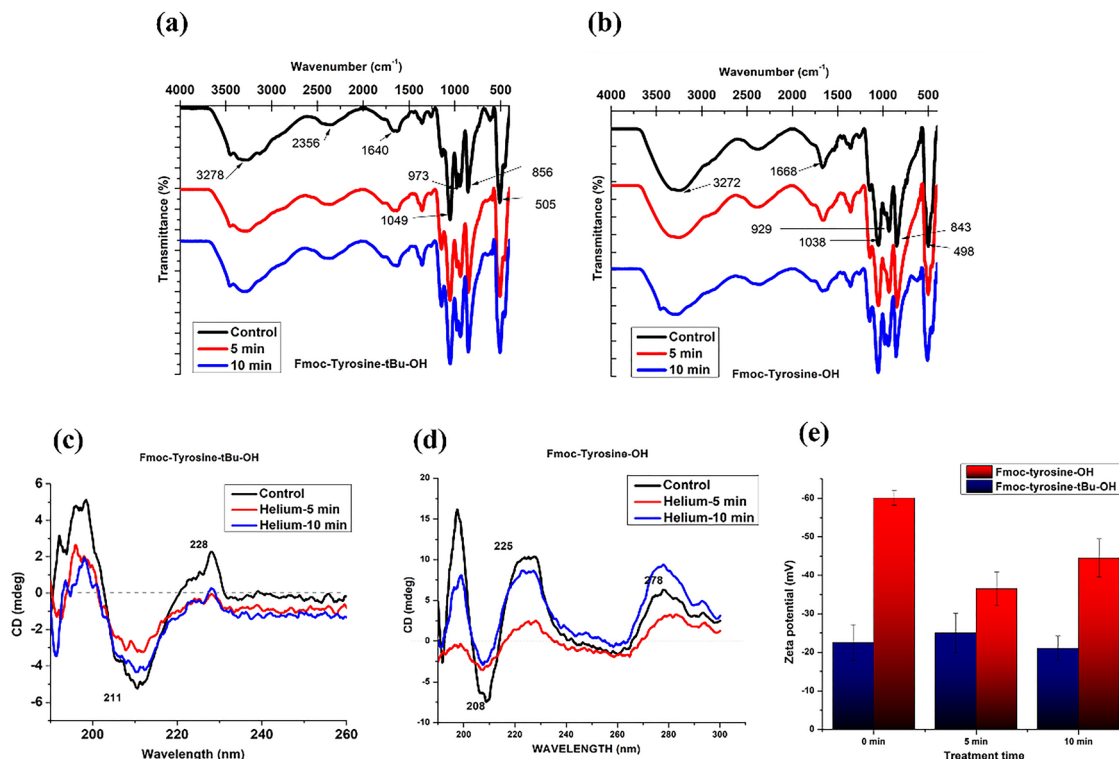 (a)
Wavenumber (cm-1)
4000 3500 3000 2500 2000 1500 1000 500
Transmittance (%)
3278
2356
1640
973
1049
856
505
Control
5 min
10 min
Fmoc-Tyrosine-tBu-OH
(b)
Wavenumber (cm-1)
4000 3500 3000 2500 2000 1500 1000 500
Transmittance (%)
3272
1668
929
1038
843
498
Control
5 min
10 min
Fmoc-Tyrosine-OH
(c)
Fmoc-Tyrosine-tBu-OH
Control
Helium-5 min
Helium-10 min
CD (mdeg)
6
4
2
0
-2
-4
-6
228
211
200 220 240 260
Wavelength (nm)
(d)
Fmoc-Tyrosine-OH
Control
Helium-5 min
Helium-10 min
CD (mdeg)
20
15
10
5
0
-5
-10
225
278
208
200 220 240 260 280 300
WAVELENGTH (nm)
(e)
Fmoc-tyrosine-OH
Fmoc-tyrosine-tBu-OH
Zeta potential (mV)
-60
-50
-40
-30
-20
-10
0
0 min 5 min 10 min
Treatment time